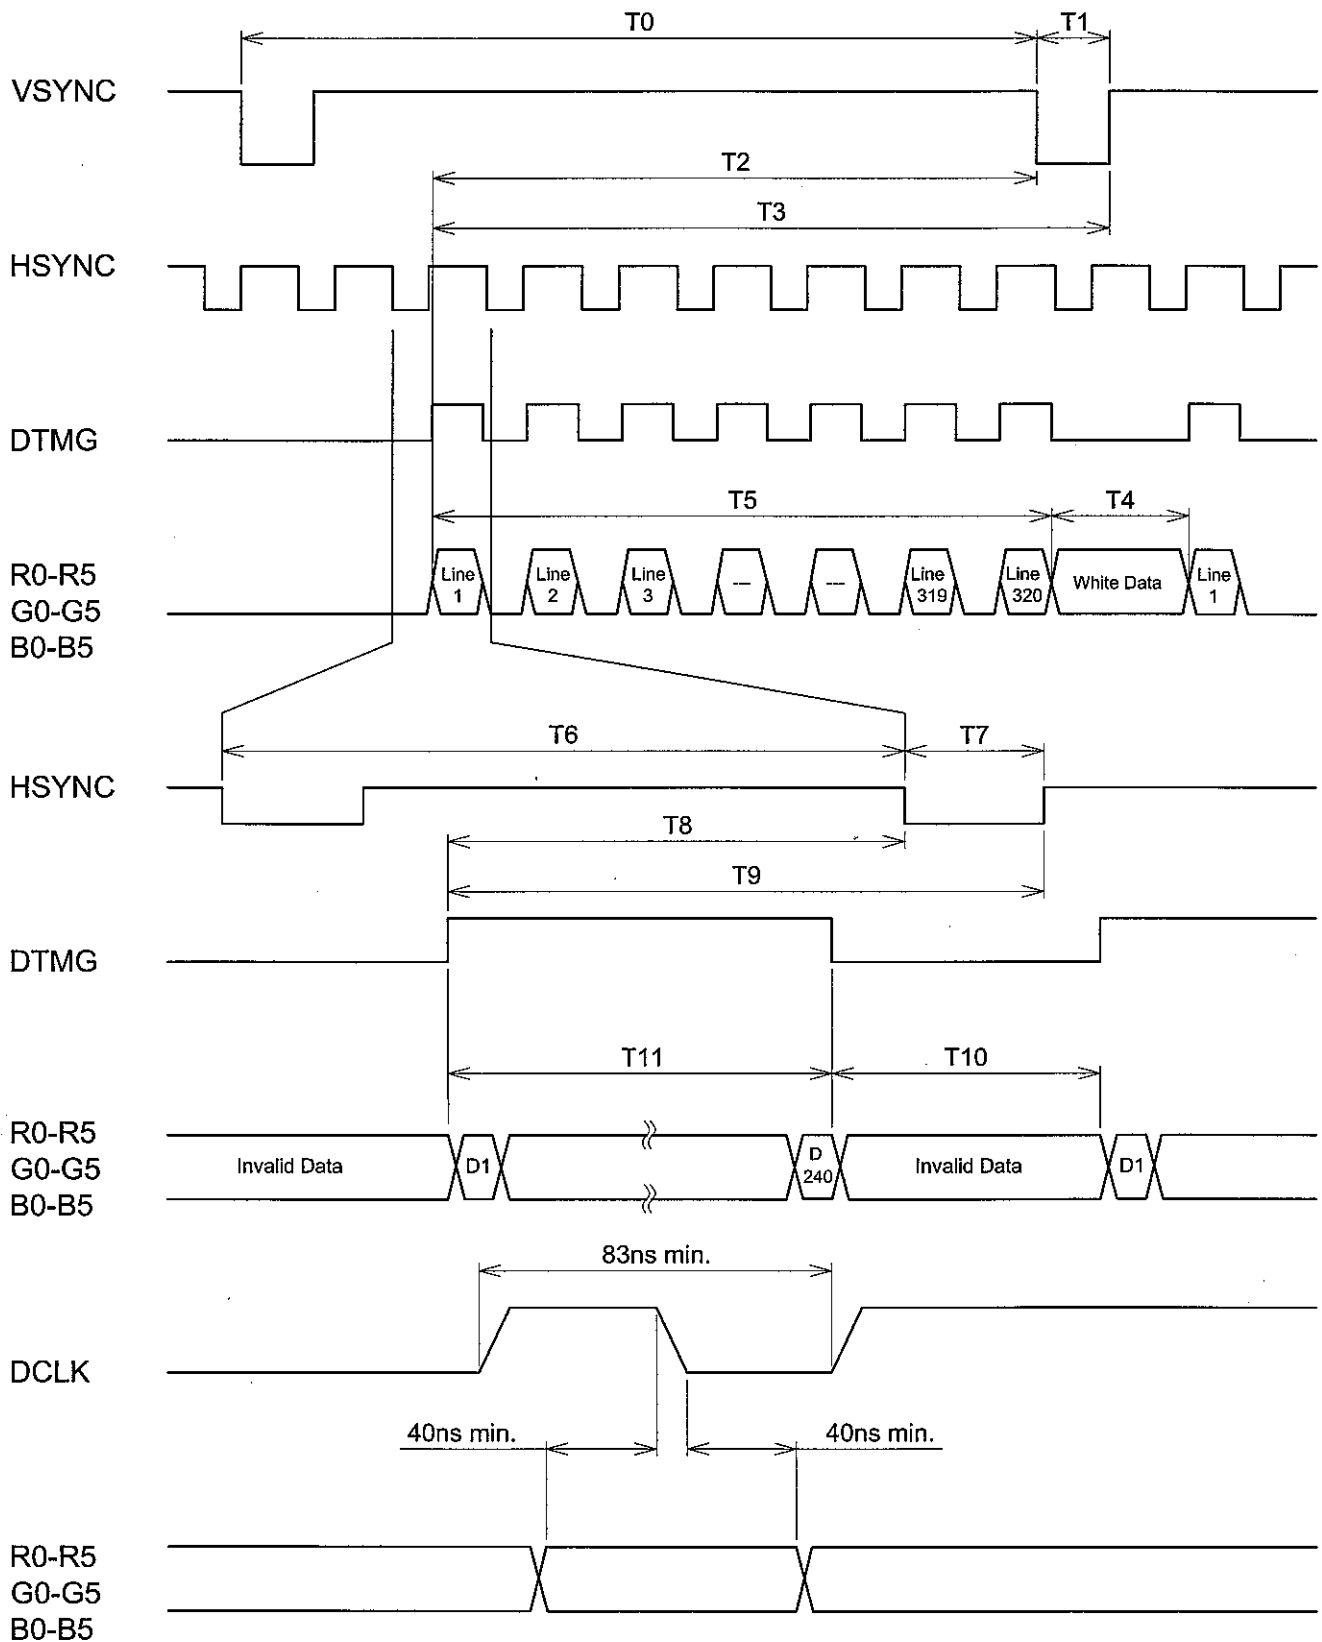 T0
T1
VSYNC
T2
T3
HSYNC
DTMG
T5
T4
R0-R5
G0-G5
B0-B5
Line 1
Line 2
Line 3
---
---
Line 319
Line 320
White Data
Line 1
T6
T7
HSYNC
T8
T9
DTMG
T11
T10
R0-R5
G0-G5
B0-B5
Invalid Data
D1
D 240
Invalid Data
D1
83ns min.
DCLK
40ns min.
40ns min.
R0-R5
G0-G5
B0-B5